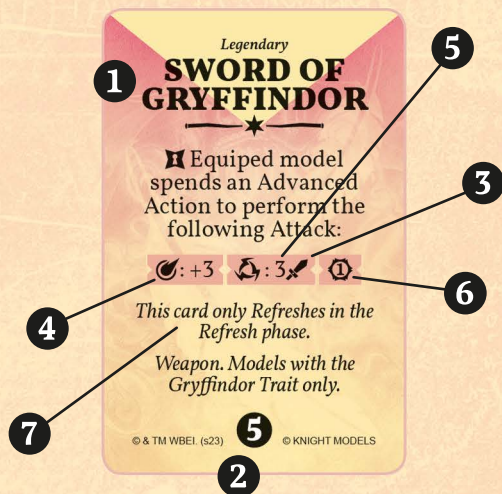 Legendary
SWORD OF
GRYFFINDOR
Equiped model
spends an Advanced
Action to perform the
following Attack:
: +3 : 3 1
This card only Refreshes in the
Refresh phase.
Weapon. Models with the
Gryffindor Trait only.
© & TM WBEI. (s23) 5 © KNIGHT MODELS
1
5
3
6
4
7
2